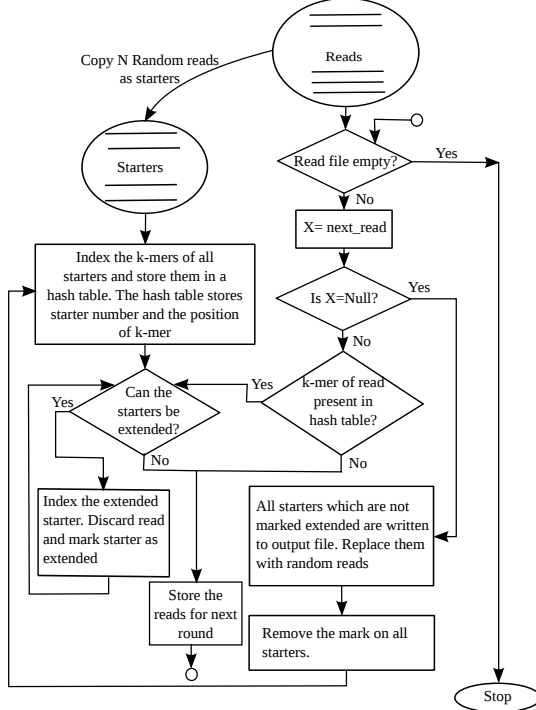 Reads
Copy N Random reads
as starters
Starters
Read file empty?
Yes
No
X= next_read
Index the k-mers of all
starters and store them in a
hash table. The hash table stores
starter number and the position
of k-mer
Is X=Null?
Yes
No
Can the
starters be
extended?
Yes
No
k-mer of read
present in
hash table?
Yes
No
Index the extended
starter. Discard read
and mark starter as
extended
All starters which are not
marked extended are written
to output file. Replace them
with random reads
Store the
reads for next
round
Remove the mark on all
starters.
Stop